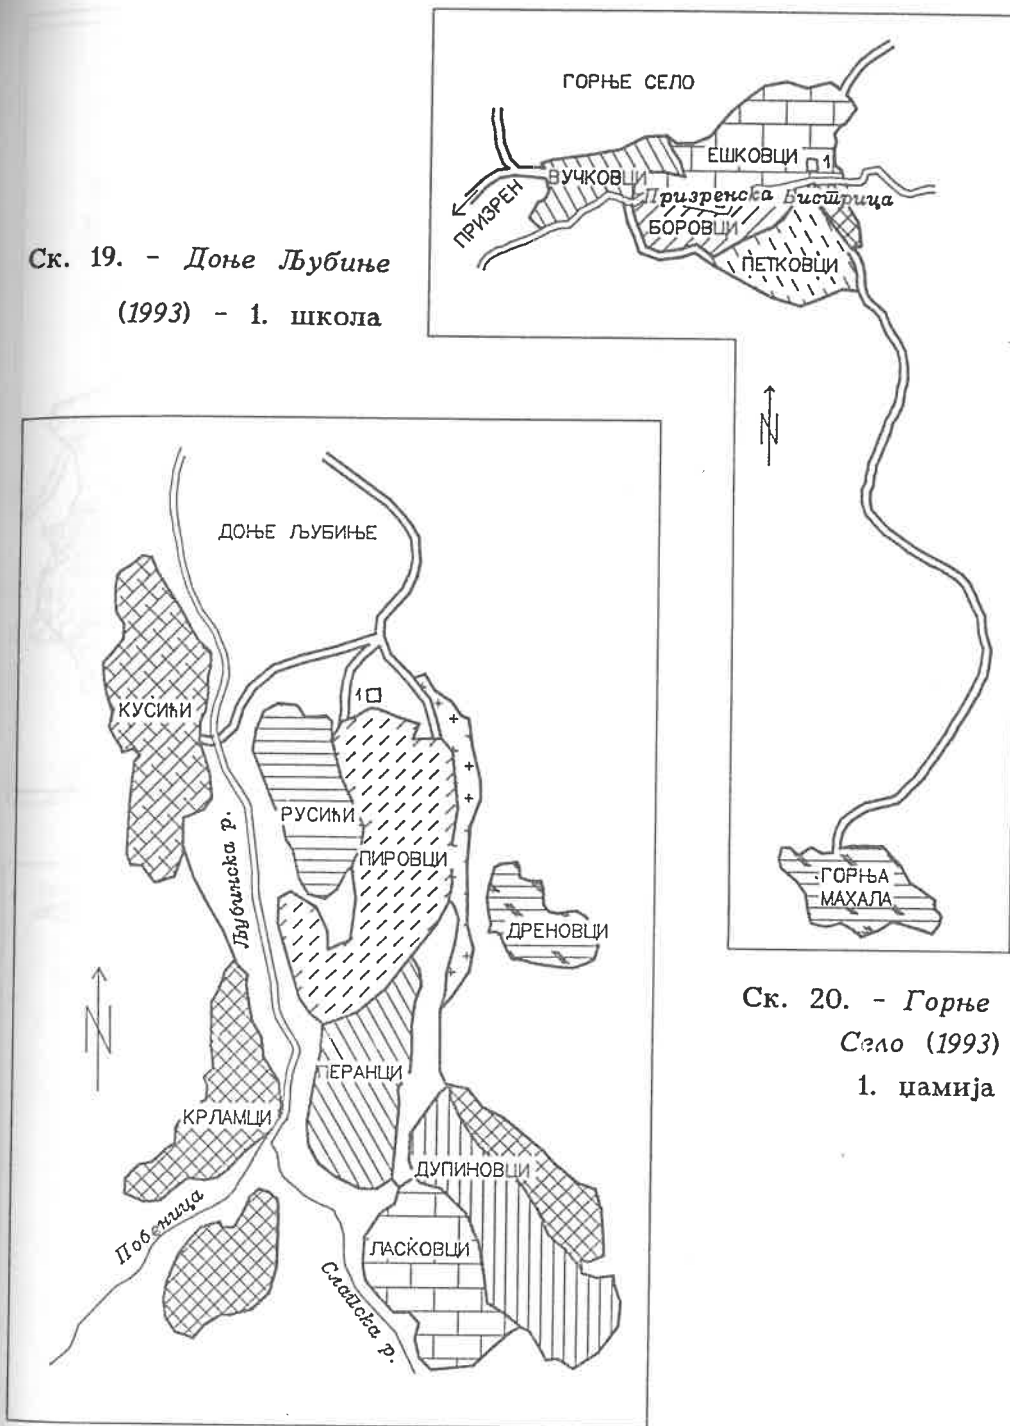 ГОРЊЕ СЕЛО
ЕШКОВЦИ
1
ВУЧКОВЦИ
Призренска Бистрица
ПРИЗРЕН
БОРОВЦИ
ПЕТКОВЦИ
Ск. 19. - Доње Љубиње
(1993) - 1. школа
N
ДОЊЕ ЉУБИЊЕ
1
КУСИЋИ
РУСИЋИ
ПИРОВЦИ
Љубинска р.
ДРЕНОВЦИ
ГОРЊА
МАХАЛА
N
ПЕРАНЦИ
КРЛАМЦИ
ДУПИНОВЦИ
Побеница
ЛАСКОВЦИ
Слапска р.
Ск. 20. - Горње
Село (1993)
1. џамија